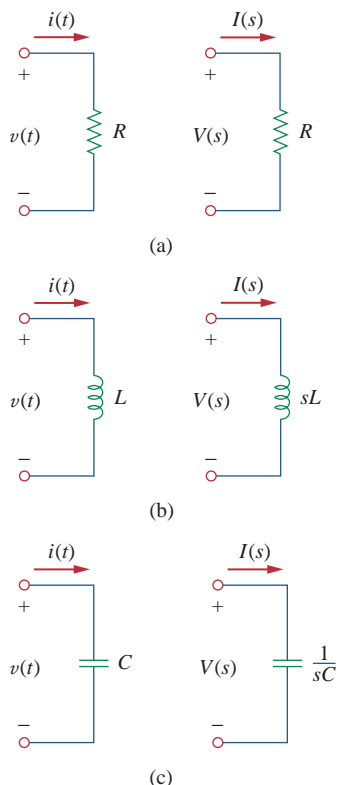 i(t) I(s)
+ +
v(t) R V(s) R
− −
(a)
i(t) I(s)
+ +
v(t) L V(s) sL
− −
(b)
i(t) I(s)
+ +
v(t) C V(s) 1/sC
− −
(c)